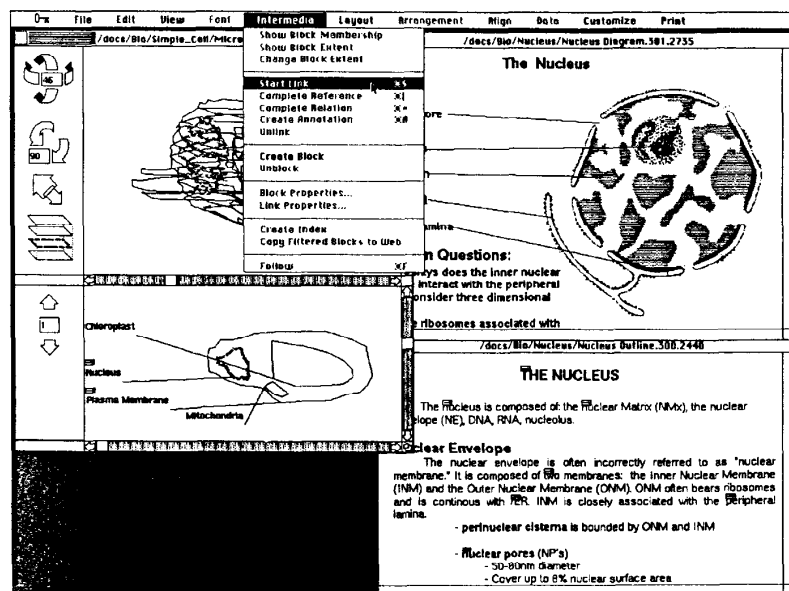 File Edit View Font Intermedia Layout Arrangement Align Data Customize Print
/docs/Bio/Simple_Cell/Micro
Show Block Membership
Show Block Extent
Change Block Extent
Start Link ⌘S
Complete Reference
Complete Relation
Create Annotation
Unlink
Create Block
Unblock
Block Properties...
Link Properties...
Create Index
Copy Filtered Blocks to Web
Follow ⌘F
46
90
1
Chloroplast
Nucleus
Plasma Membrane
Mitochondria
/docs/Bio/Nucleus/Nucleus Diagram.301.2735
The Nucleus
ore
amina
n Questions:
ys does the inner nuclear
interact with the peripheral
onsider three dimensional
e ribosomes associated with
/docs/Bio/Nucleus/Nucleus Outline.300.2440
THE NUCLEUS
The nucleus is composed of: the nuclear Matrix (NMx), the nuclear
elope (NE), DNA, RNA, nucleolus.
clear Envelope
The nuclear envelope is often incorrectly referred to as "nuclear
membrane." It is composed of two membranes: the Inner Nuclear Membrane
(INM) and the Outer Nuclear Membrane (ONM). ONM often bears ribosomes
and is continous with rER. INM is closely associated with the peripheral
lamina.
- perinuclear cisterna is bounded by ONM and INM
- nuclear pores (NP's)
- 50-80nm diameter
- Cover up to 8% nuclear surface area